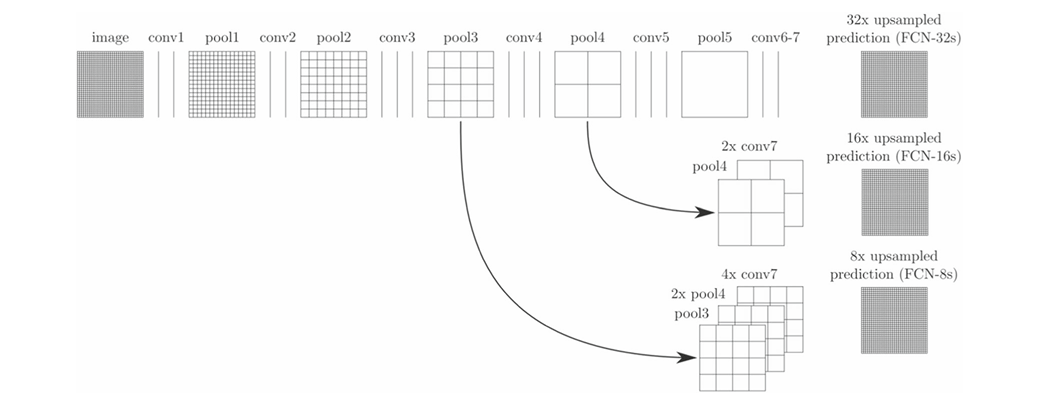 image conv1 pool1 conv2 pool2 conv3 pool3 conv4 pool4 conv5 pool5 conv6-7
32x upsampled
prediction (FCN-32s)
16x upsampled
prediction (FCN-16s)
2x conv7
pool4
8x upsampled
prediction (FCN-8s)
4x conv7
2x pool4
pool3